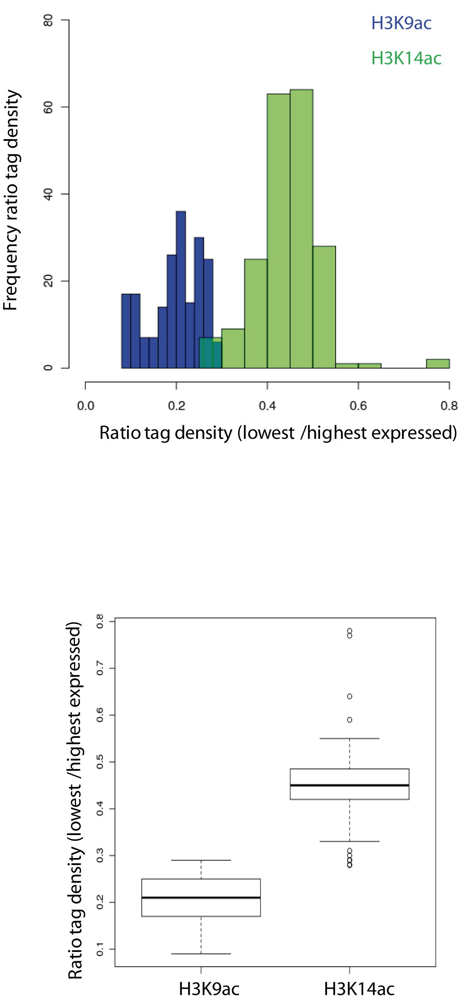 H3K9ac
H3K14ac
Frequency ratio tag density
80
60
40
20
0
0.0 0.2 0.4 0.6 0.8
Ratio tag density (lowest /highest expressed)
Ratio tag density (lowest /highest expressed)
0.8
0.7
0.6
0.5
0.4
0.3
0.2
0.1
H3K9ac H3K14ac